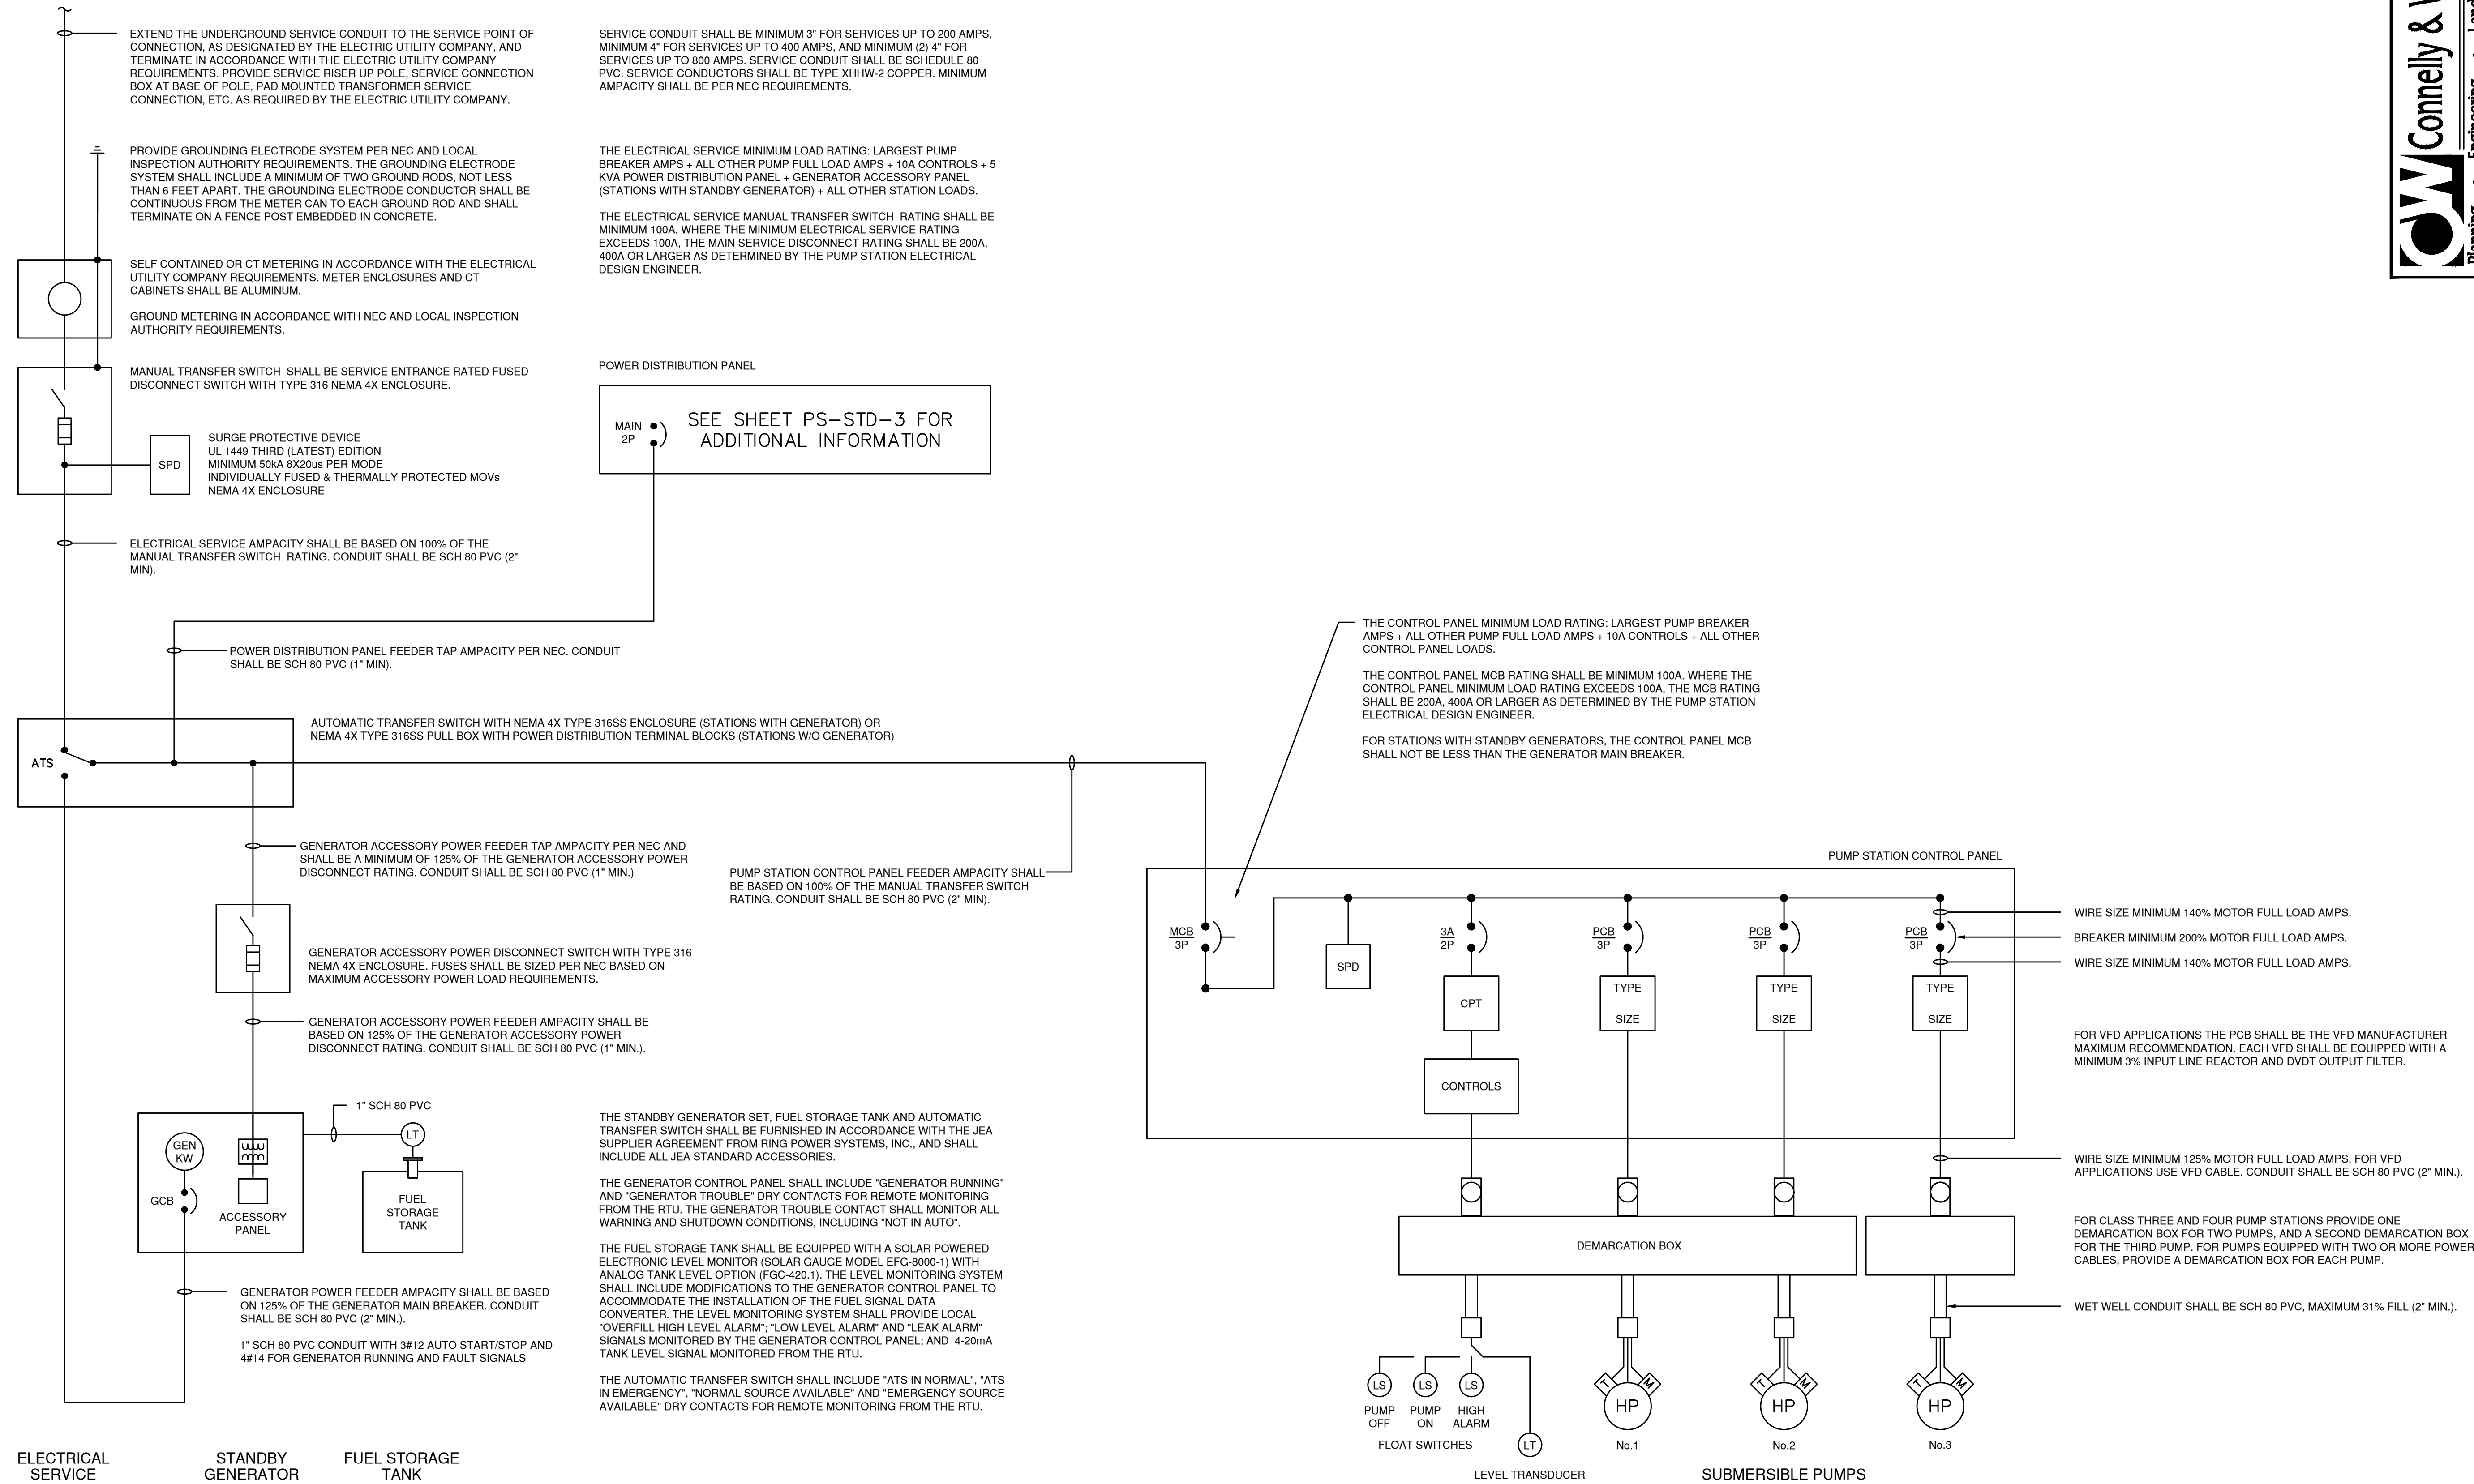 EXTEND THE UNDERGROUND SERVICE CONDUIT TO THE SERVICE POINT OF
CONNECTION, AS DESIGNATED BY THE ELECTRIC UTILITY COMPANY, AND
TERMINATE IN ACCORDANCE WITH THE ELECTRIC UTILITY COMPANY
REQUIREMENTS. PROVIDE SERVICE RISER UP POLE, SERVICE CONNECTION
BOX AT BASE OF POLE, PAD MOUNTED TRANSFORMER SERVICE
CONNECTION, ETC. AS REQUIRED BY THE ELECTRIC UTILITY COMPANY.
SERVICE CONDUIT SHALL BE MINIMUM 3" FOR SERVICES UP TO 200 AMPS,
MINIMUM 4" FOR SERVICES UP TO 400 AMPS, AND MINIMUM (2) 4" FOR
SERVICES UP TO 800 AMPS. SERVICE CONDUIT SHALL BE SCHEDULE 80
PVC. SERVICE CONDUCTORS SHALL BE TYPE XHHW-2 COPPER. MINIMUM
AMPACITY SHALL BE PER NEC REQUIREMENTS.
Connelly &
CW
PROVIDE GROUNDING ELECTRODE SYSTEM PER NEC AND LOCAL
INSPECTION AUTHORITY REQUIREMENTS. THE GROUNDING ELECTRODE
SYSTEM SHALL INCLUDE A MINIMUM OF TWO GROUND RODS, NOT LESS
THAN 6 FEET APART. THE GROUNDING ELECTRODE CONDUCTOR SHALL BE
CONTINUOUS FROM THE METER CAN TO EACH GROUND ROD AND SHALL
TERMINATE ON A FENCE POST EMBEDDED IN CONCRETE.
THE ELECTRICAL SERVICE MINIMUM LOAD RATING: LARGEST PUMP
BREAKER AMPS + ALL OTHER PUMP FULL LOAD AMPS + 10A CONTROLS + 5
KVA POWER DISTRIBUTION PANEL + GENERATOR ACCESSORY PANEL
(STATIONS WITH STANDBY GENERATOR) + ALL OTHER STATION LOADS.
THE ELECTRICAL SERVICE MANUAL TRANSFER SWITCH RATING SHALL BE
MINIMUM 100A. WHERE THE MINIMUM ELECTRICAL SERVICE RATING
EXCEEDS 100A, THE MAIN SERVICE DISCONNECT RATING SHALL BE 200A,
400A OR LARGER AS DETERMINED BY THE PUMP STATION ELECTRICAL
DESIGN ENGINEER.
SELF CONTAINED OR CT METERING IN ACCORDANCE WITH THE ELECTRICAL
UTILITY COMPANY REQUIREMENTS. METER ENCLOSURES AND CT
CABINETS SHALL BE ALUMINUM.
GROUND METERING IN ACCORDANCE WITH NEC AND LOCAL INSPECTION
AUTHORITY REQUIREMENTS.
MANUAL TRANSFER SWITCH SHALL BE SERVICE ENTRANCE RATED FUSED
DISCONNECT SWITCH WITH TYPE 316 NEMA 4X ENCLOSURE.
POWER DISTRIBUTION PANEL
MAIN
2P
SEE SHEET PS-STD-3 FOR
ADDITIONAL INFORMATION
SPD
SURGE PROTECTIVE DEVICE
UL 1449 THIRD (LATEST) EDITION
MINIMUM 50kA 8X20us PER MODE
INDIVIDUALLY FUSED & THERMALLY PROTECTED MOVs
NEMA 4X ENCLOSURE
ELECTRICAL SERVICE AMPACITY SHALL BE BASED ON 100% OF THE
MANUAL TRANSFER SWITCH RATING. CONDUIT SHALL BE SCH 80 PVC (2"
MIN).
POWER DISTRIBUTION PANEL FEEDER TAP AMPACITY PER NEC. CONDUIT
SHALL BE SCH 80 PVC (1" MIN).
THE CONTROL PANEL MINIMUM LOAD RATING: LARGEST PUMP BREAKER
AMPS + ALL OTHER PUMP FULL LOAD AMPS + 10A CONTROLS + ALL OTHER
CONTROL PANEL LOADS.
THE CONTROL PANEL MCB RATING SHALL BE MINIMUM 100A. WHERE THE
CONTROL PANEL MINIMUM LOAD RATING EXCEEDS 100A, THE MCB RATING
SHALL BE 200A, 400A OR LARGER AS DETERMINED BY THE PUMP STATION
ELECTRICAL DESIGN ENGINEER.
FOR STATIONS WITH STANDBY GENERATORS, THE CONTROL PANEL MCB
SHALL NOT BE LESS THAN THE GENERATOR MAIN BREAKER.
ATS
AUTOMATIC TRANSFER SWITCH WITH NEMA 4X TYPE 316SS ENCLOSURE (STATIONS WITH GENERATOR) OR
NEMA 4X TYPE 316SS PULL BOX WITH POWER DISTRIBUTION TERMINAL BLOCKS (STATIONS W/O GENERATOR)
GENERATOR ACCESSORY POWER FEEDER TAP AMPACITY PER NEC AND
SHALL BE A MINIMUM OF 125% OF THE GENERATOR ACCESSORY POWER
DISCONNECT RATING. CONDUIT SHALL BE SCH 80 PVC (1" MIN.)
PUMP STATION CONTROL PANEL FEEDER AMPACITY SHALL
BE BASED ON 100% OF THE MANUAL TRANSFER SWITCH
RATING. CONDUIT SHALL BE SCH 80 PVC (2" MIN).
GENERATOR ACCESSORY POWER DISCONNECT SWITCH WITH TYPE 316
NEMA 4X ENCLOSURE. FUSES SHALL BE SIZED PER NEC BASED ON
MAXIMUM ACCESSORY POWER LOAD REQUIREMENTS.
GENERATOR ACCESSORY POWER FEEDER AMPACITY SHALL BE
BASED ON 125% OF THE GENERATOR ACCESSORY POWER
DISCONNECT RATING. CONDUIT SHALL BE SCH 80 PVC (1" MIN.).
PUMP STATION CONTROL PANEL
MCB
3P
SPD
3A
2P
PCB
3P
PCB
3P
PCB
3P
CPT
TYPE
SIZE
TYPE
SIZE
TYPE
SIZE
CONTROLS
WIRE SIZE MINIMUM 140% MOTOR FULL LOAD AMPS.
BREAKER MINIMUM 200% MOTOR FULL LOAD AMPS.
WIRE SIZE MINIMUM 140% MOTOR FULL LOAD AMPS.
FOR VFD APPLICATIONS THE PCB SHALL BE THE VFD MANUFACTURER
MAXIMUM RECOMMENDATION. EACH VFD SHALL BE EQUIPPED WITH A
MINIMUM 3% INPUT LINE REACTOR AND DVDT OUTPUT FILTER.
1" SCH 80 PVC
GEN
KW
GCB
ACCESSORY
PANEL
LT
FUEL
STORAGE
TANK
THE STANDBY GENERATOR SET, FUEL STORAGE TANK AND AUTOMATIC
TRANSFER SWITCH SHALL BE FURNISHED IN ACCORDANCE WITH THE JEA
SUPPLIER AGREEMENT FROM RING POWER SYSTEMS, INC., AND SHALL
INCLUDE ALL JEA STANDARD ACCESSORIES.
THE GENERATOR CONTROL PANEL SHALL INCLUDE "GENERATOR RUNNING"
AND "GENERATOR TROUBLE" DRY CONTACTS FOR REMOTE MONITORING
FROM THE RTU. THE GENERATOR TROUBLE CONTACT SHALL MONITOR ALL
WARNING AND SHUTDOWN CONDITIONS, INCLUDING "NOT IN AUTO".
THE FUEL STORAGE TANK SHALL BE EQUIPPED WITH A SOLAR POWERED
ELECTRONIC LEVEL MONITOR (SOLAR GAUGE MODEL EFG-8000-1) WITH
ANALOG TANK LEVEL OPTION (FGC-420.1). THE LEVEL MONITORING SYSTEM
SHALL INCLUDE MODIFICATIONS TO THE GENERATOR CONTROL PANEL TO
ACCOMMODATE THE INSTALLATION OF THE FUEL SIGNAL DATA
CONVERTER. THE LEVEL MONITORING SYSTEM SHALL PROVIDE LOCAL
"OVERFILL HIGH LEVEL ALARM"; "LOW LEVEL ALARM" AND "LEAK ALARM"
SIGNALS MONITORED BY THE GENERATOR CONTROL PANEL; AND 4-20mA
TANK LEVEL SIGNAL MONITORED FROM THE RTU.
THE AUTOMATIC TRANSFER SWITCH SHALL INCLUDE "ATS IN NORMAL", "ATS
IN EMERGENCY", "NORMAL SOURCE AVAILABLE" AND "EMERGENCY SOURCE
AVAILABLE" DRY CONTACTS FOR REMOTE MONITORING FROM THE RTU.
GENERATOR POWER FEEDER AMPACITY SHALL BE BASED
ON 125% OF THE GENERATOR MAIN BREAKER. CONDUIT
SHALL BE SCH 80 PVC (2" MIN.).
1" SCH 80 PVC CONDUIT WITH 3#12 AUTO START/STOP AND
4#14 FOR GENERATOR RUNNING AND FAULT SIGNALS
WIRE SIZE MINIMUM 125% MOTOR FULL LOAD AMPS. FOR VFD
APPLICATIONS USE VFD CABLE. CONDUIT SHALL BE SCH 80 PVC (2" MIN.).
DEMARCATION BOX
FOR CLASS THREE AND FOUR PUMP STATIONS PROVIDE ONE
DEMARCATION BOX FOR TWO PUMPS, AND A SECOND DEMARCATION BOX
FOR THE THIRD PUMP. FOR PUMPS EQUIPPED WITH TWO OR MORE POWER
CABLES, PROVIDE A DEMARCATION BOX FOR EACH PUMP.
WET WELL CONDUIT SHALL BE SCH 80 PVC, MAXIMUM 31% FILL (2" MIN.).
LS
LS
LS
PUMP
OFF
PUMP
ON
HIGH
ALARM
FLOAT SWITCHES
LT
LEVEL TRANSDUCER
T
M
HP
No.1
T
M
HP
No.2
T
M
HP
No.3
SUBMERSIBLE PUMPS
ELECTRICAL
SERVICE
STANDBY
GENERATOR
FUEL STORAGE
TANK